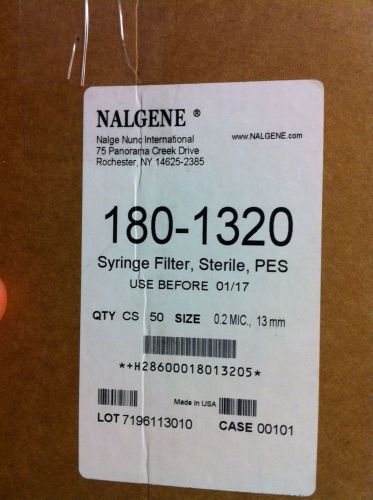 NALGENE ®
Nalge Nunc International www.NALGENE.com
75 Panorama Creek Drive
Rochester, NY 14625-2385
180-1320
Syringe Filter, Sterile, PES
USE BEFORE 01/17
QTY CS 50 SIZE 0.2 MIC., 13 mm
*+H28600018013205*
Made in USA
LOT 7196113010 CASE 00101